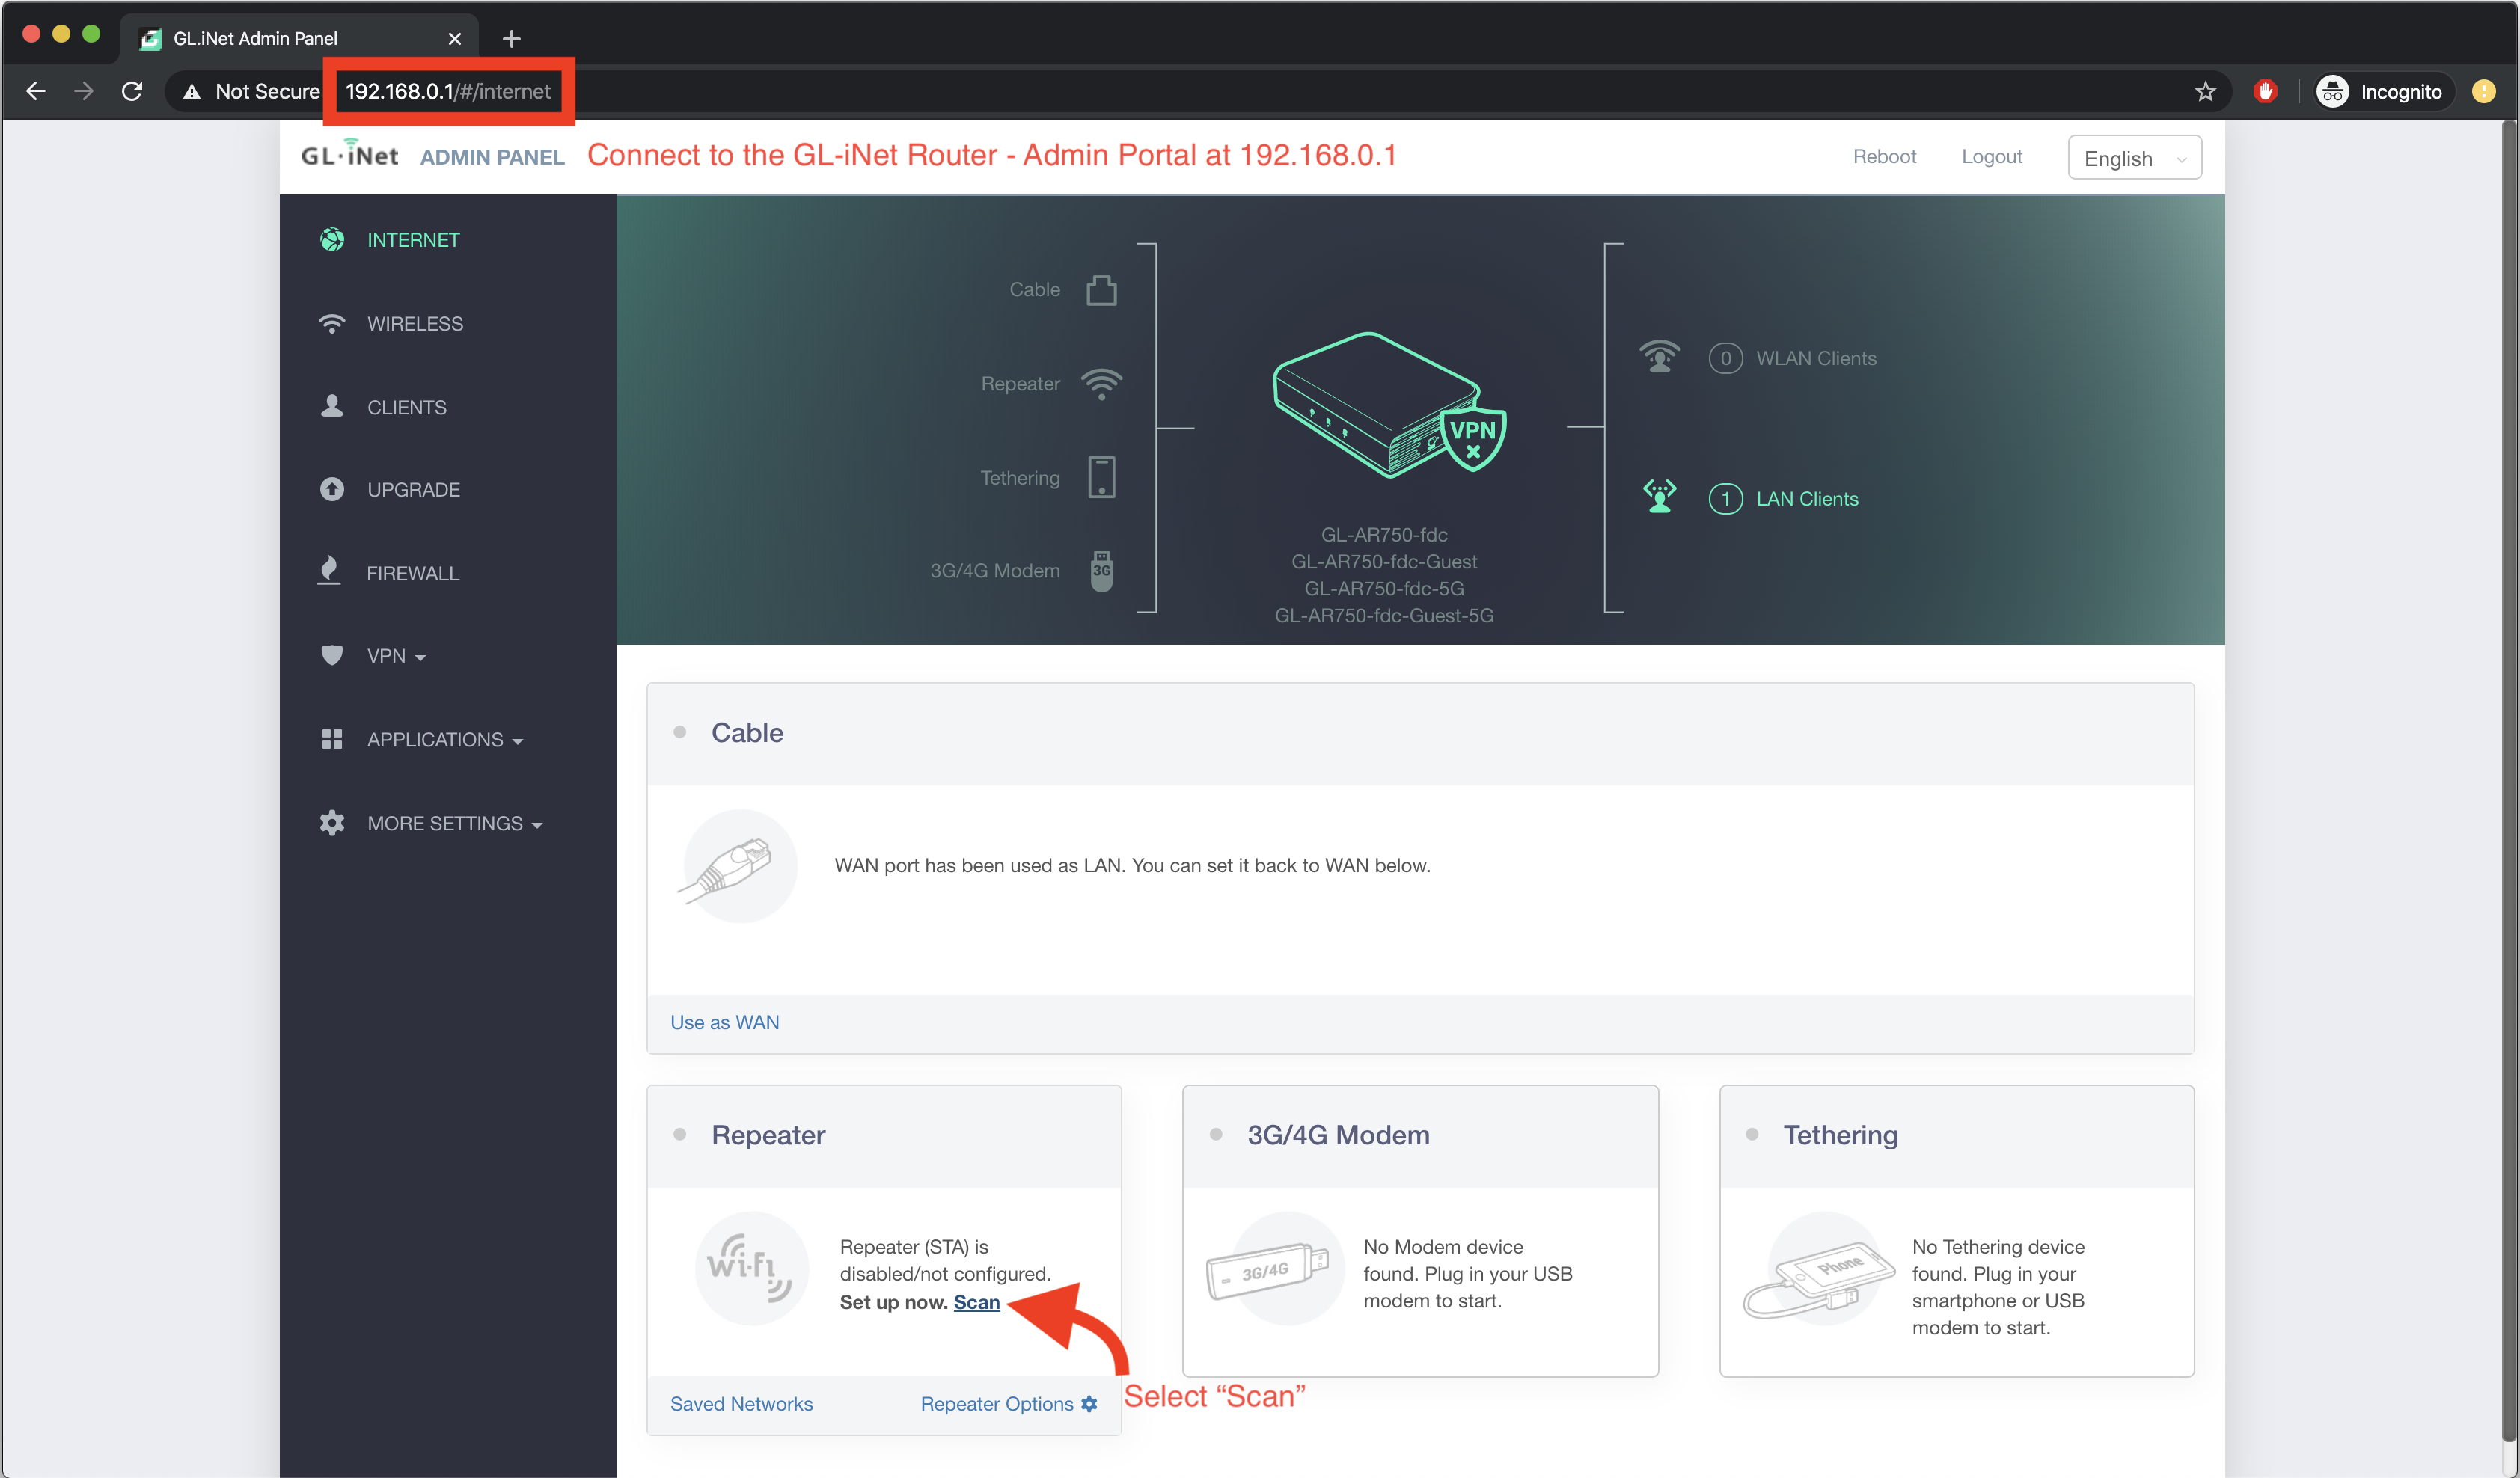 GL.iNet Admin Panel
Not Secure 192.168.0.1/#/internet
Incognito
GL·iNet ADMIN PANEL
Connect to the GL-iNet Router - Admin Portal at 192.168.0.1
Reboot
Logout
English
INTERNET
WIRELESS
CLIENTS
UPGRADE
FIREWALL
VPN
APPLICATIONS
MORE SETTINGS
Cable
Repeater
Tethering
3G/4G Modem
3G
VPN
GL-AR750-fdc
GL-AR750-fdc-Guest
GL-AR750-fdc-5G
GL-AR750-fdc-Guest-5G
0 WLAN Clients
1 LAN Clients
Cable
WAN port has been used as LAN. You can set it back to WAN below.
Use as WAN
Repeater
Wi-fi
Repeater (STA) is
disabled/not configured.
Set up now. Scan
Saved Networks
Repeater Options
Select “Scan”
3G/4G Modem
3G/4G
No Modem device
found. Plug in your USB
modem to start.
Tethering
Phone
No Tethering device
found. Plug in your
smartphone or USB
modem to start.